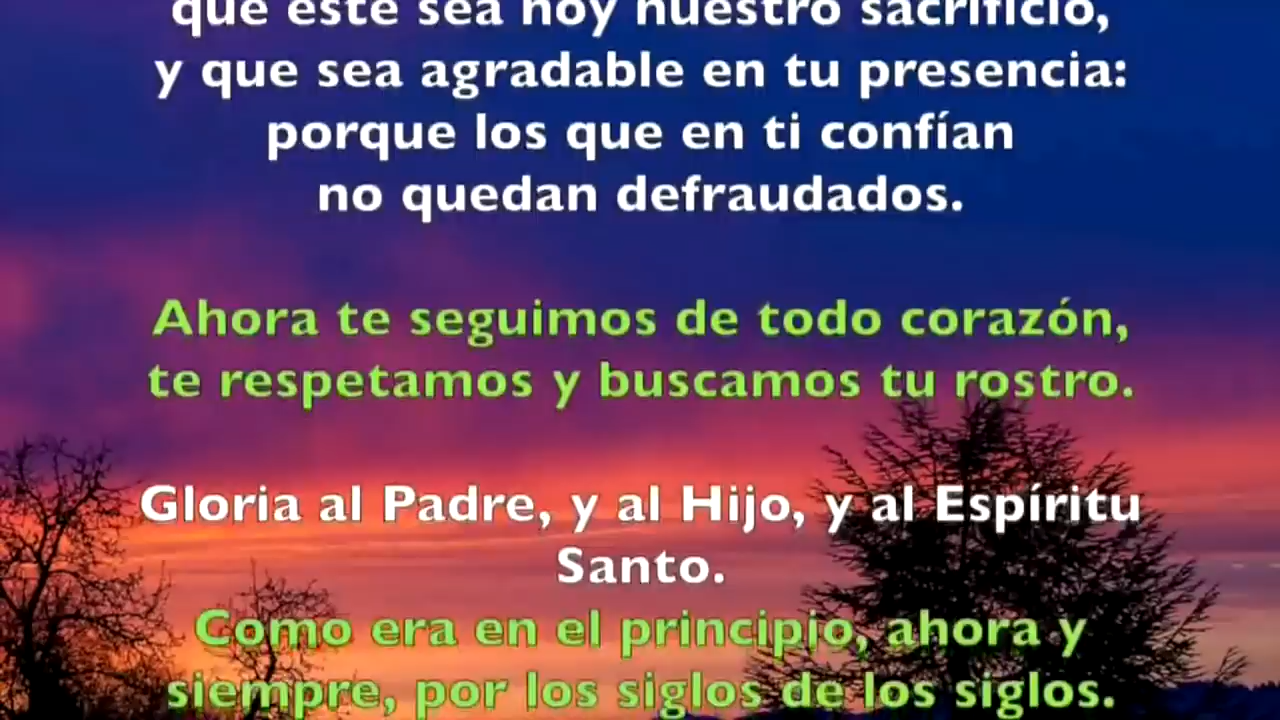 que este sea hoy nuestro sacrificio,
y que sea agradable en tu presencia:
porque los que en ti confían
no quedan defraudados.
Ahora te seguimos de todo corazón,
te respetamos y buscamos tu rostro.
Gloria al Padre, y al Hijo, y al Espíritu
Santo.
Como era en el principio, ahora y
siempre, por los siglos de los siglos.